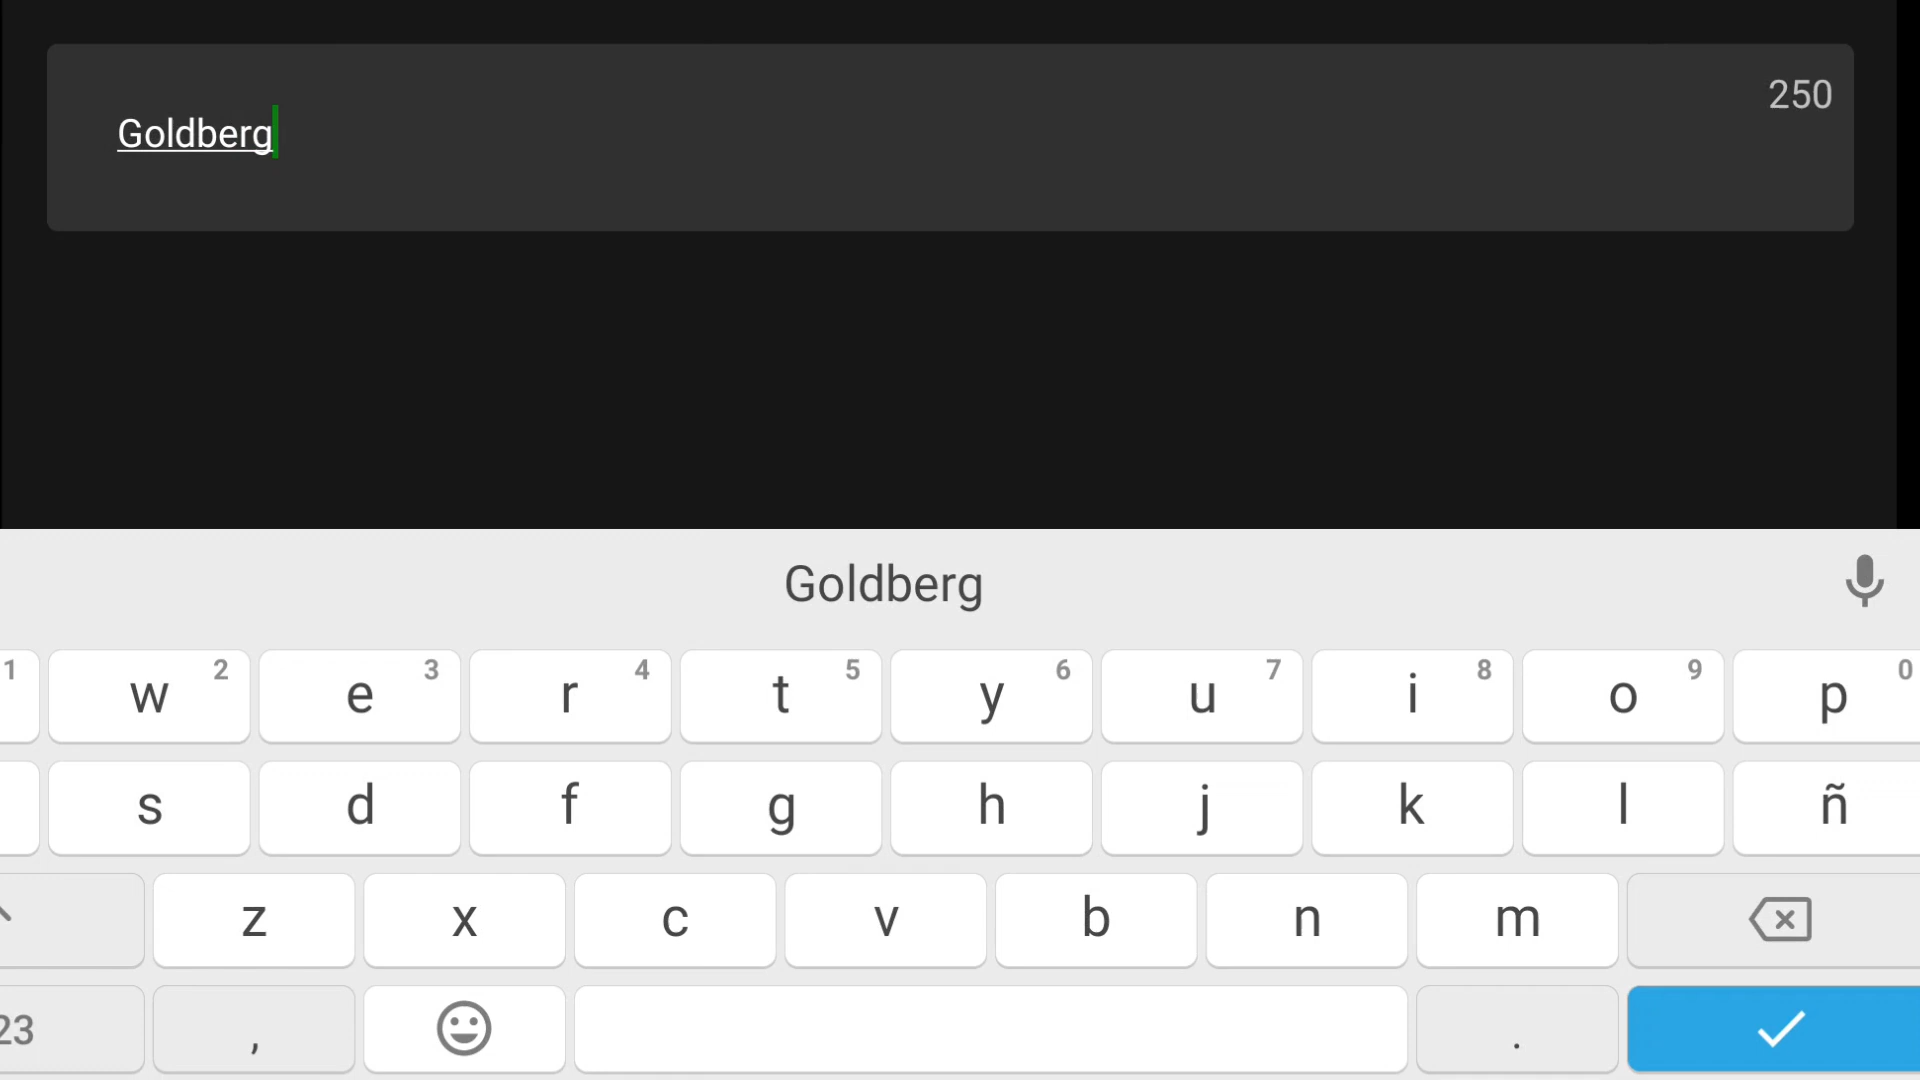 250
Goldberg
Goldberg
1 w 2 e 3 r 4 t 5 y 6 u 7 i 8 o 9 p 0
s d f g h j k l ñ
z x c v b n m
23 , .